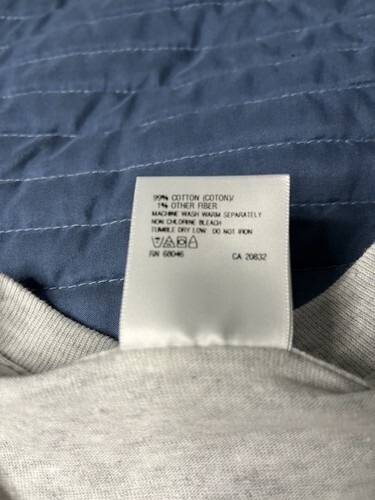 99% COTTON (COTON)/
1% OTHER FIBER
MACHINE WASH WARM SEPARATELY
NON CHLORINE BLEACH
TUMBLE DRY LOW DO NOT IRON
RN 68046 CA 20832